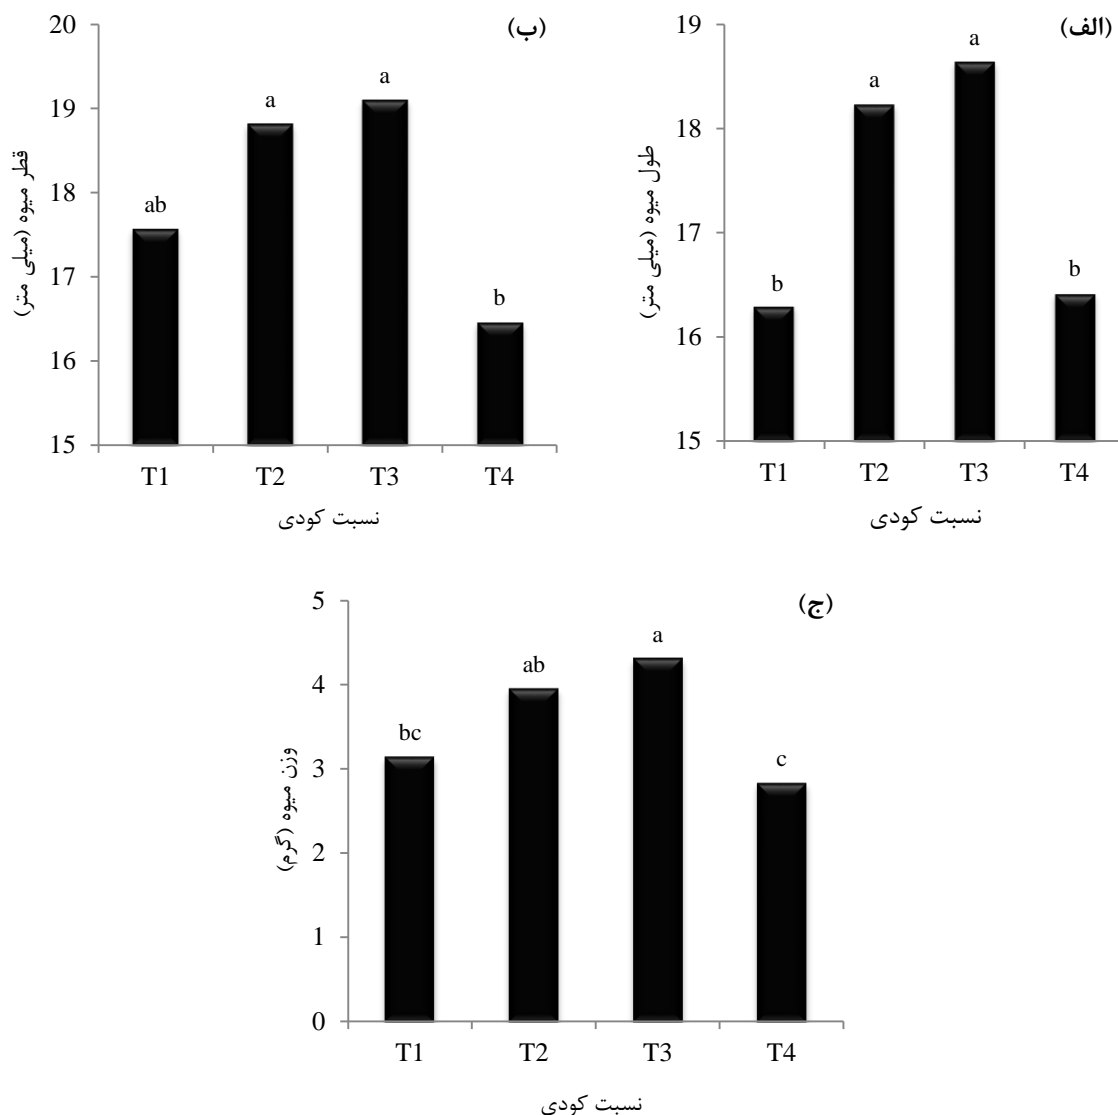 (الف)
طول میوه (میلی متر)
19
18
17
16
15
a
a
b
b
T1 T2 T3 T4
نسبت کودی
(ب)
قطر میوه (میلی متر)
20
19
18
17
16
15
a
a
ab
b
T1 T2 T3 T4
نسبت کودی
(ج)
وزن میوه (گرم)
5
4
3
2
1
0
a
ab
bc
c
T1 T2 T3 T4
نسبت کودی